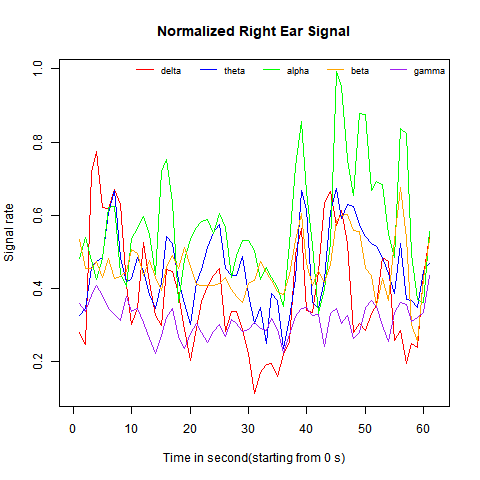 Normalized Right Ear Signal
delta theta alpha beta gamma
Signal rate
1.0
0.8
0.6
0.4
0.2
0 10 20 30 40 50 60
Time in second(starting from 0 s)